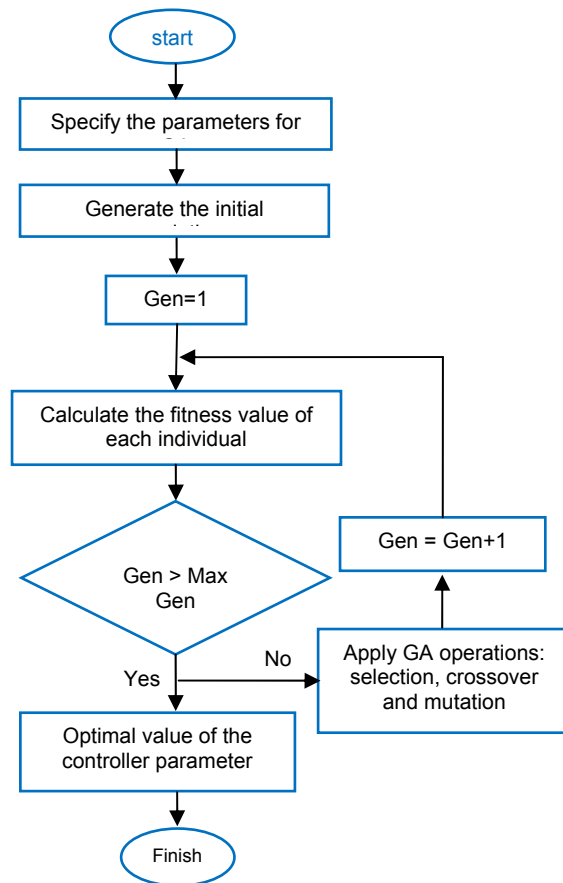 start
Specify the parameters for
Generate the initial
Gen=1
Calculate the fitness value of
each individual
Gen > Max
Gen
Gen = Gen+1
Apply GA operations:
selection, crossover
and mutation
No
Yes
Optimal value of the
controller parameter
Finish